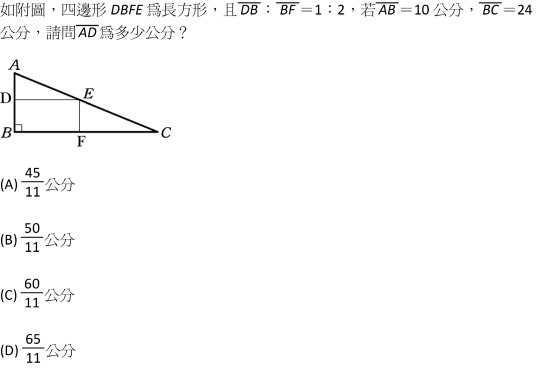 如附圖，四邊形 DBFE 為長方形，且 DB：BF＝1：2，若 AB＝10 公分，BC＝24
公分，請問 AD 為多少公分？
A
D
E
B
F
C
(A) 45/11 公分
(B) 50/11 公分
(C) 60/11 公分
(D) 65/11 公分